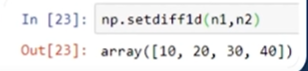 In [23]: np.setdiff1d(n1,n2)
Out[23]: array([10, 20, 30, 40])